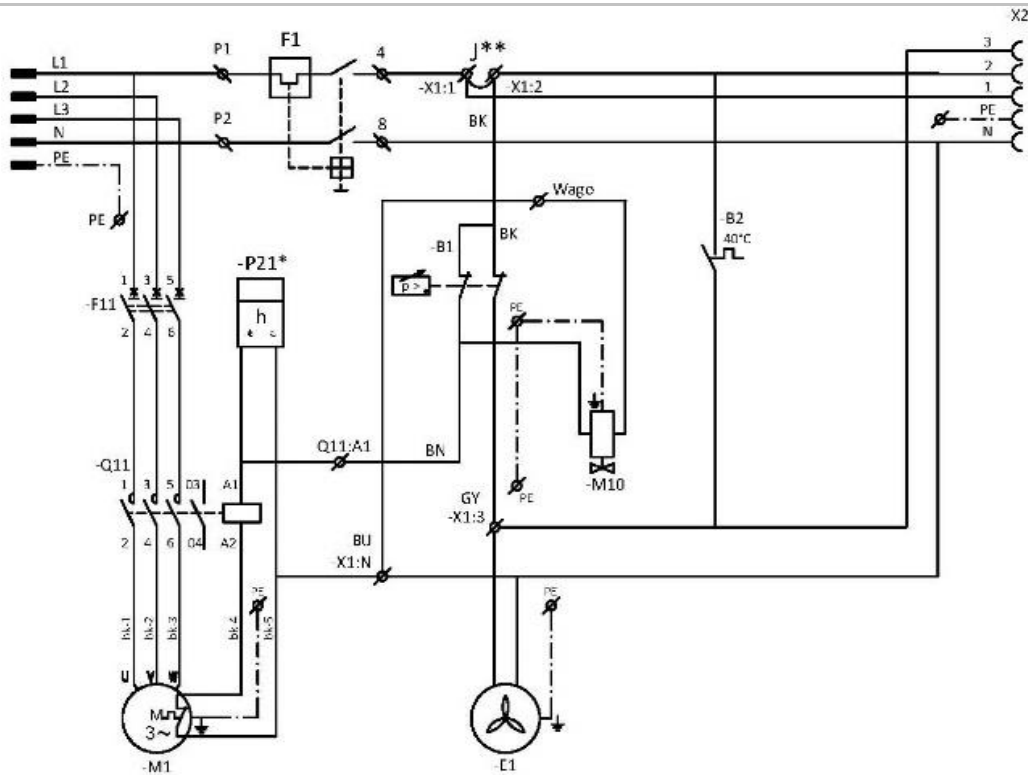 -X2
F1
P1
J**
3
L1
4
2
L2
-X1:1
-X1:2
1
L3
BK
PE
P2
8
N
N
PE
PE
Wago
-B1
BK
-B2
40°C
-P21*
p >
h
1 3 5
-F11
2 4 6
PE
Q11:A1
BN
-Q11
-M10
1 3 5 03 A1
PE
GY
-X1:3
2 4 6 04 A2
BU
-X1:N
PE
PE
bk-1
bk-2
bk-3
bk-4
bk-5
U V W
M
3~
-M1
-E1